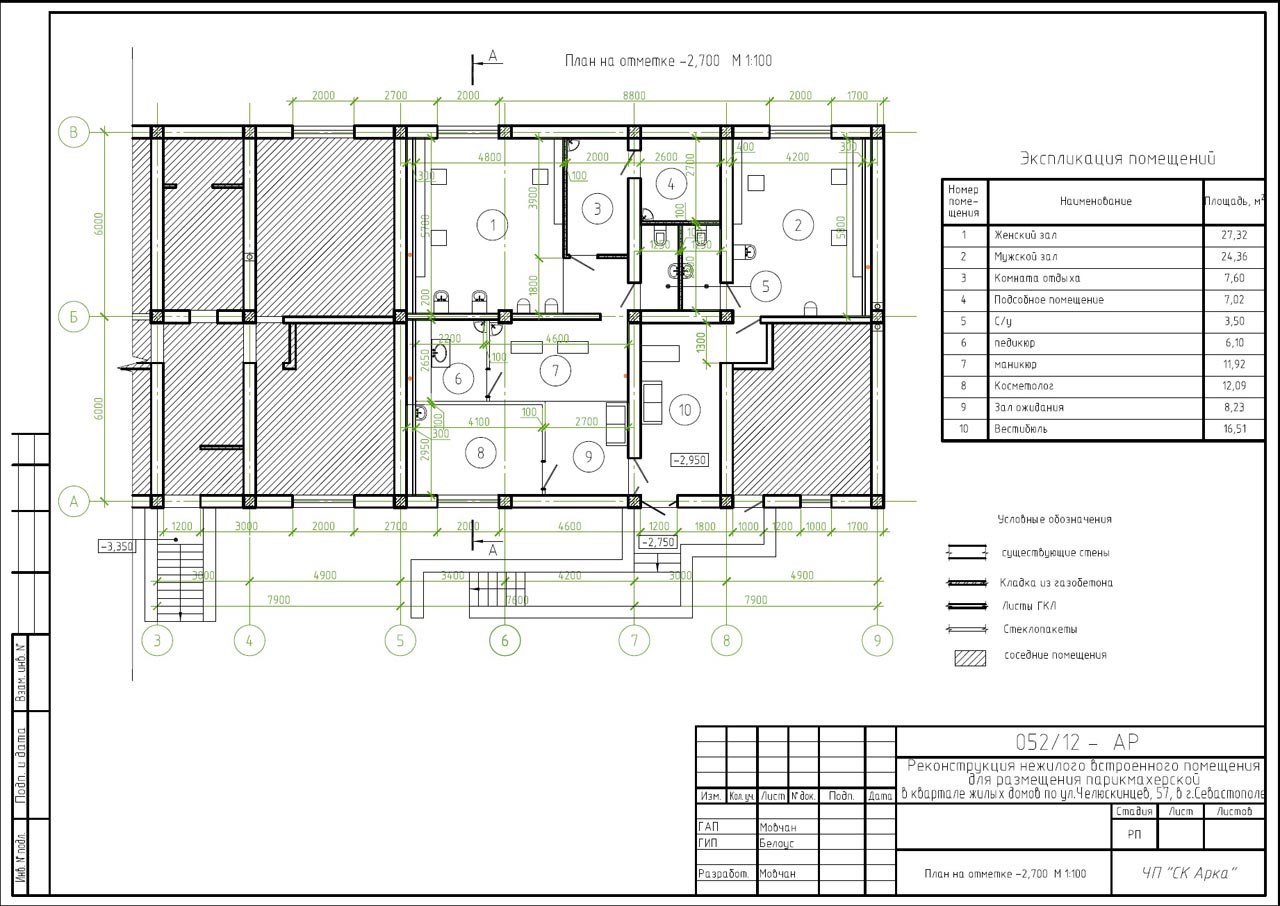 А
План на отметке -2,700 М 1:100
2000
2700
2000
8800
2000
1700
В
6000
Б
6000
А
4800
2000
2600
2700
400
4200
300
300
100
3900
5700
100
5800
1
3
4
2
1250
1250
5
200
1800
2200
4600
2650
100
1300
6
7
10
4100
100
2700
300
2950
8
9
-2,950
1200
3000
2000
2700
2000
4600
1200
1800
1000
1200
1000
1700
-3,350
А
-2,750
3000
4900
3400
4200
3000
4900
7900
7600
7900
3
4
5
6
7
8
9
Экспликация помещений
Номер поме- щения
Наименование
Площадь, м²
1 Женский зал 27,32
2 Мужской зал 24,36
3 Комната отдыха 7,60
4 Подсобное помещение 7,02
5 С/у 3,50
6 педикюр 6,10
7 маникюр 11,92
8 Косметолог 12,09
9 Зал ожидания 8,23
10 Вестибюль 16,51
Условные обозначения
существующие стены
Кладка из газобетона
Листы ГКЛ
Стеклопакеты
соседние помещения
Взам. инв. №
Подп. и дата
Инв. № подл.
052/12 - АР
Реконструкция нежилого встроенного помещения
для размещения парикмахерской
в квартале жилых домов по ул.Челюскинцев, 57, в г.Севастополе
Изм. Кол.уч. Лист № док. Подп. Дата
ГАП Мовчан
ГИП Белоус
Разработ. Мовчан
Стадия Лист Листов
РП
План на отметке -2,700 М 1:100
ЧП "СК Арка"